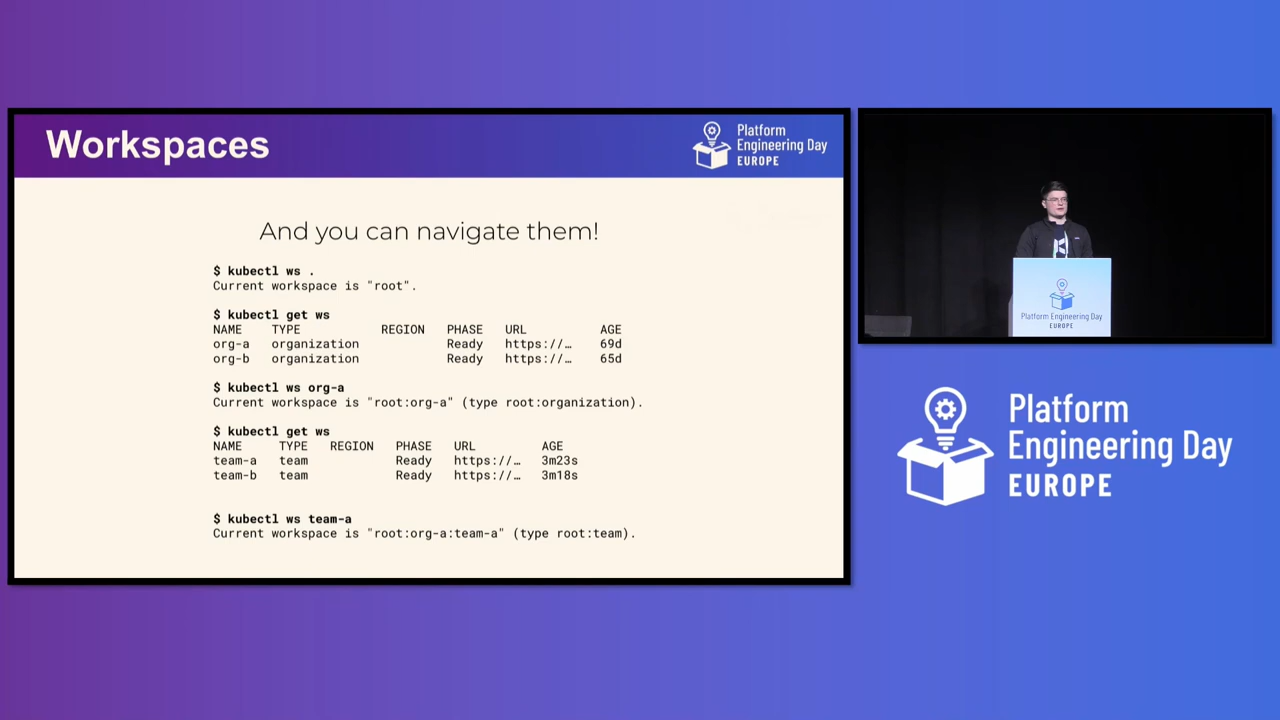 Workspaces
Platform
Engineering Day
EUROPE
And you can navigate them!
$ kubectl ws .
Current workspace is "root".
$ kubectl get ws
NAME TYPE REGION PHASE URL AGE
org-a organization Ready https://… 69d
org-b organization Ready https://… 65d
$ kubectl ws org-a
Current workspace is "root:org-a" (type root:organization).
$ kubectl get ws
NAME TYPE REGION PHASE URL AGE
team-a team Ready https://… 3m23s
team-b team Ready https://… 3m18s
$ kubectl ws team-a
Current workspace is "root:org-a:team-a" (type root:team).
Platform Engineering Day
EUROPE
Platform
Engineering Day
EUROPE